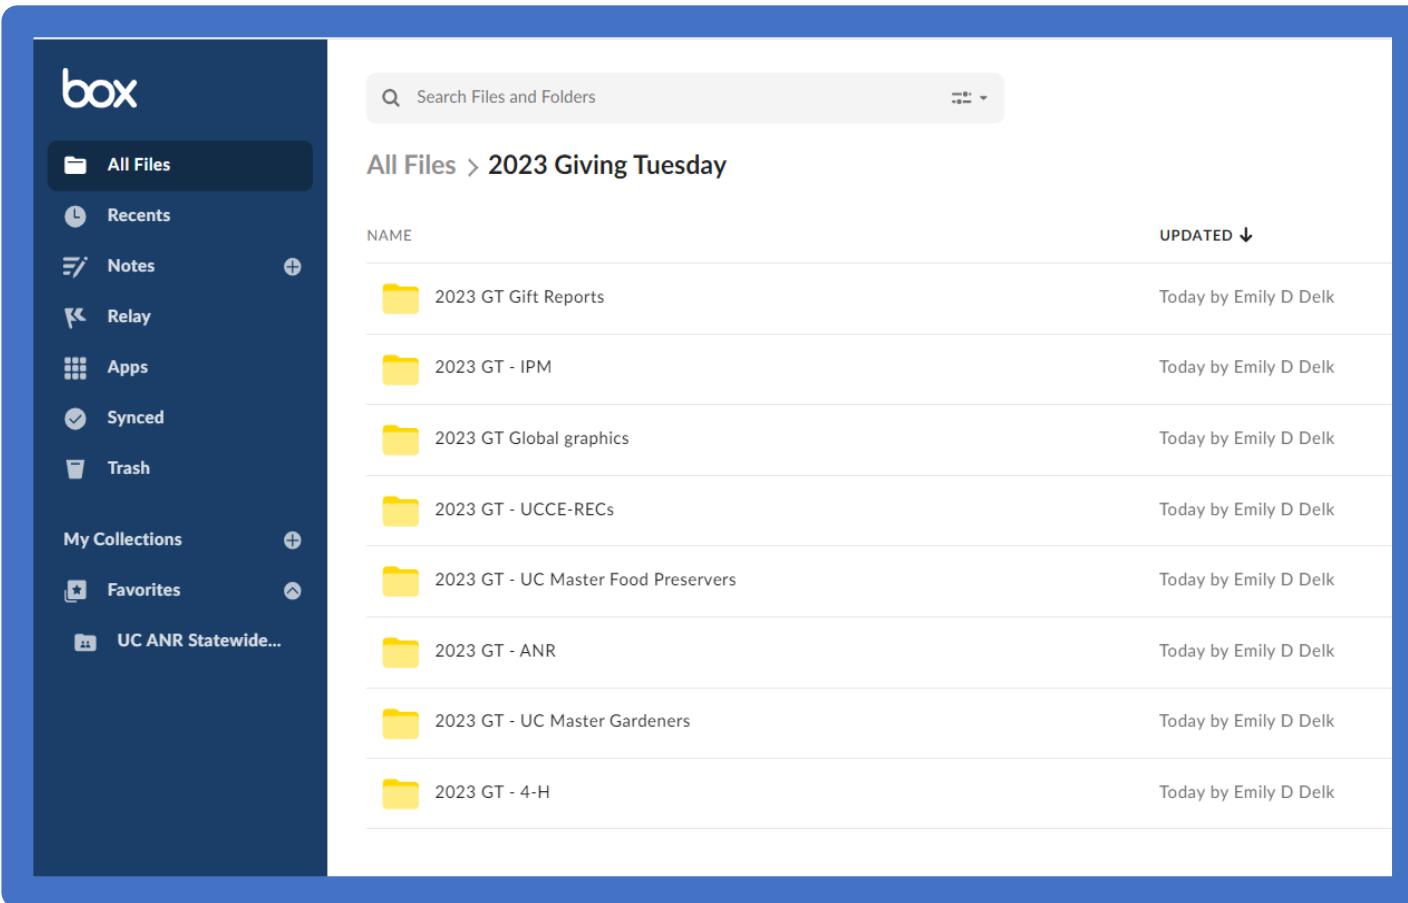 box
All Files
Recents
Notes
Relay
Apps
Synced
Trash
My Collections
Favorites
UC ANR Statewide...
Search Files and Folders
All Files > 2023 Giving Tuesday
NAME UPDATED
2023 GT Gift Reports Today by Emily D Delk
2023 GT - IPM Today by Emily D Delk
2023 GT Global graphics Today by Emily D Delk
2023 GT - UCCE-RECs Today by Emily D Delk
2023 GT - UC Master Food Preservers Today by Emily D Delk
2023 GT - ANR Today by Emily D Delk
2023 GT - UC Master Gardeners Today by Emily D Delk
2023 GT - 4-H Today by Emily D Delk